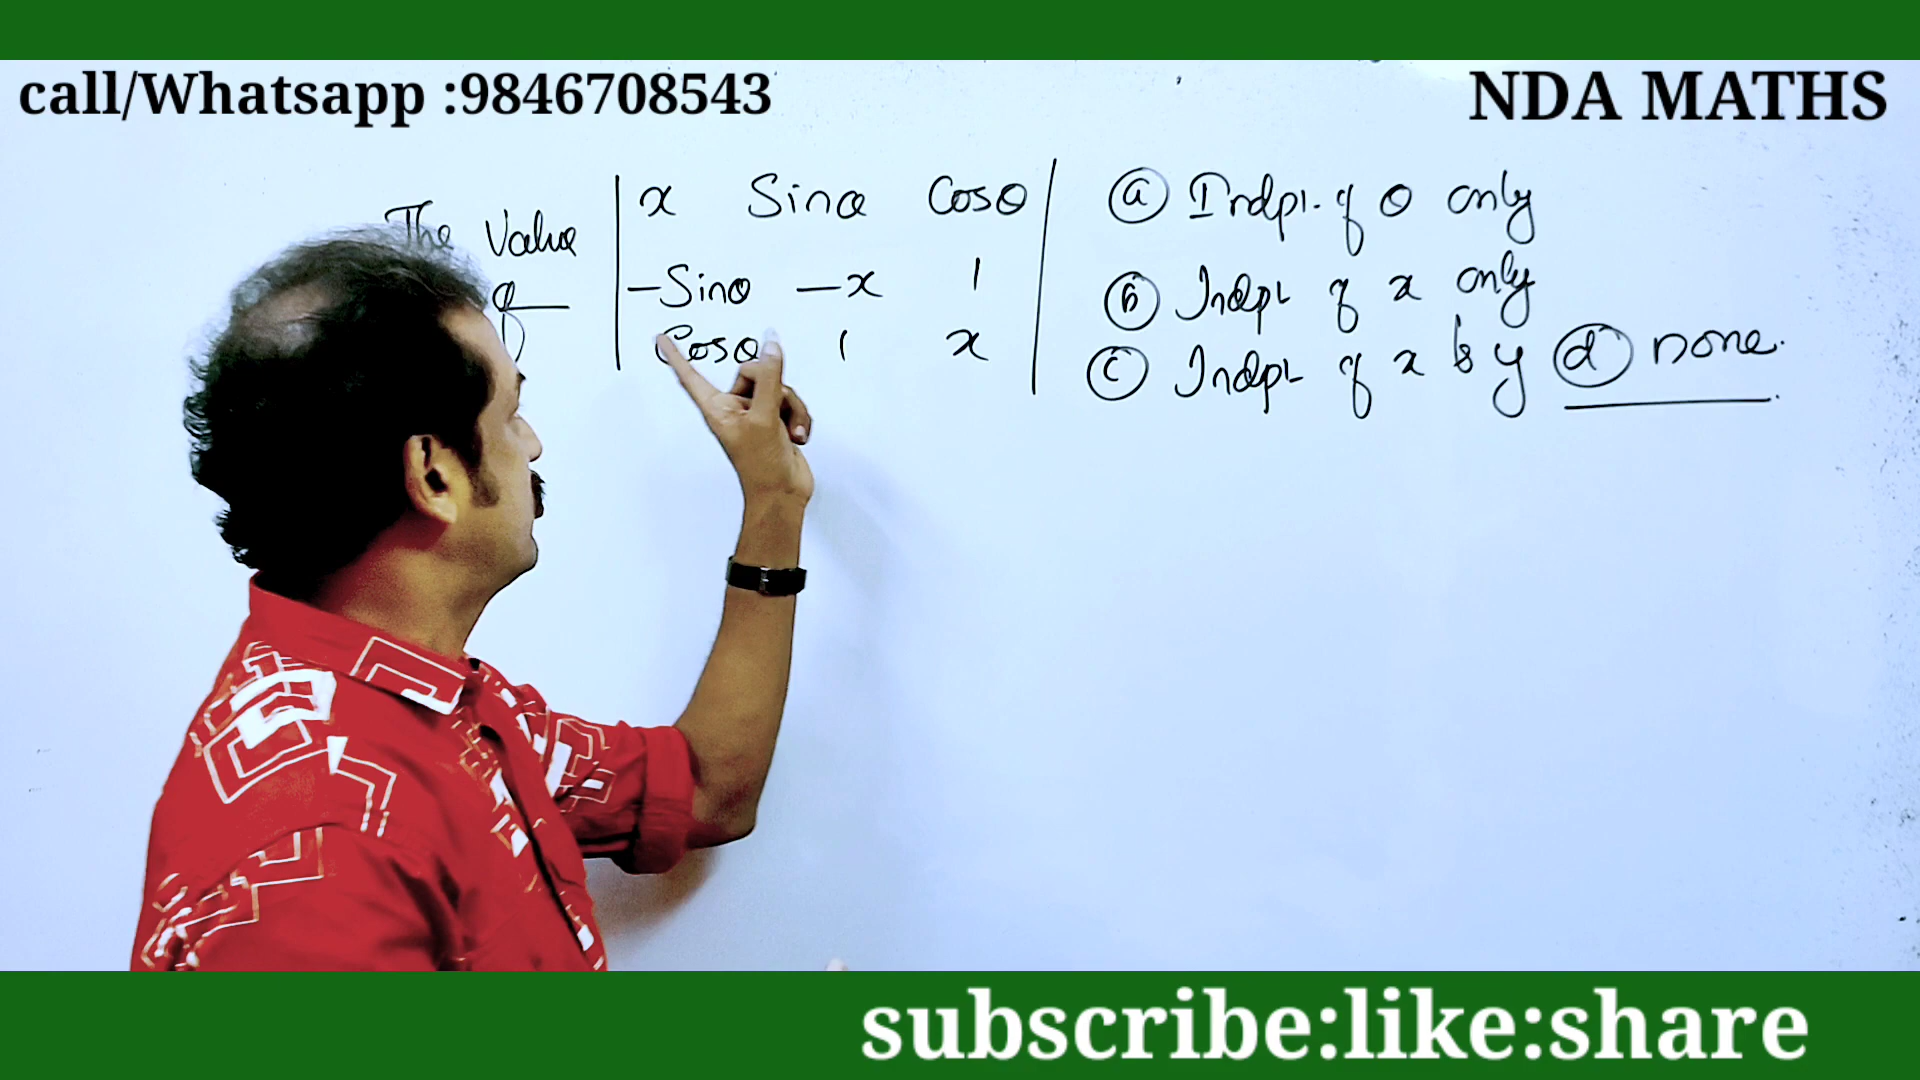 call/Whatsapp :9846708543
NDA MATHS
The Value of
x Sinθ Cosθ
-Sinθ -x 1
Cosθ 1 x
(a) Indpt. of θ only
(b) Indpt of x only
(c) Indpt of x & y (d) none.
subscribe:like:share